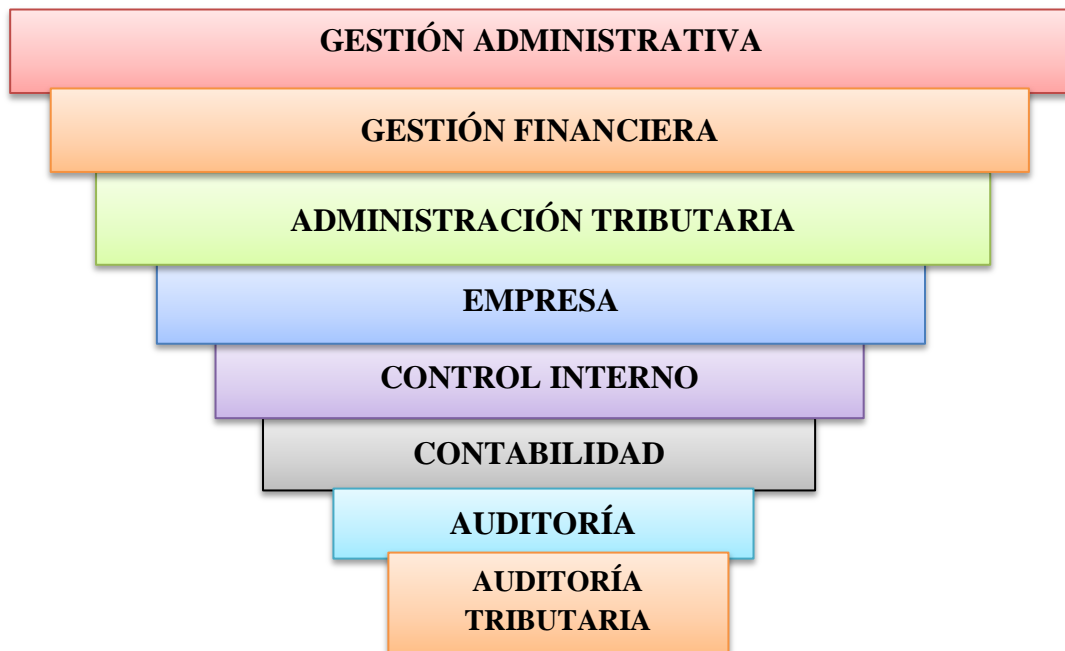 GESTIÓN ADMINISTRATIVA
GESTIÓN FINANCIERA
ADMINISTRACIÓN TRIBUTARIA
EMPRESA
CONTROL INTERNO
CONTABILIDAD
AUDITORÍA
AUDITORÍA
TRIBUTARIA